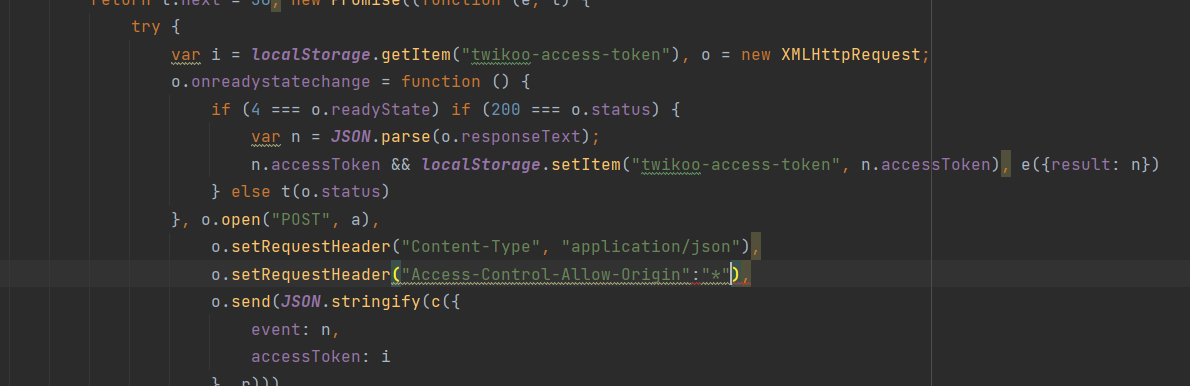 return t.next = 38, new Promise((function (e, t) {
try {
var i = localStorage.getItem("twikoo-access-token"), o = new XMLHttpRequest;
o.onreadystatechange = function () {
if (4 === o.readyState) if (200 === o.status) {
var n = JSON.parse(o.responseText);
n.accessToken && localStorage.setItem("twikoo-access-token", n.accessToken), e({result: n})
} else t(o.status)
}, o.open("POST", a),
o.setRequestHeader("Content-Type", "application/json"),
o.setRequestHeader("Access-Control-Allow-Origin":"*"),
o.send(JSON.stringify(c({
event: n,
accessToken: i
}, r)))